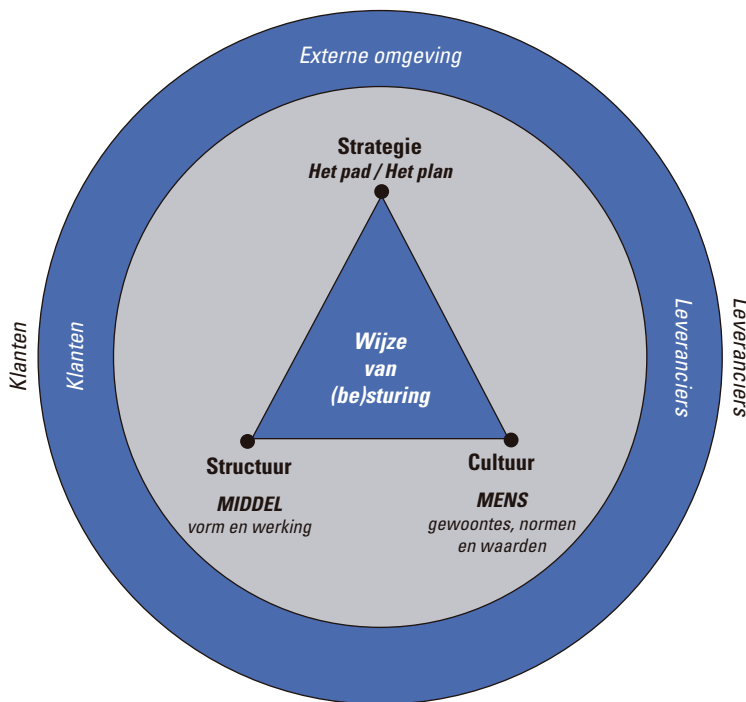 Externe omgeving
Strategie
Het pad / Het plan
Klanten
Klanten
Wijze
van
(be)sturing
Leveranciers
Leveranciers
Structuur
MIDDEL
vorm en werking
Cultuur
MENS
gewoontes, normen
en waarden